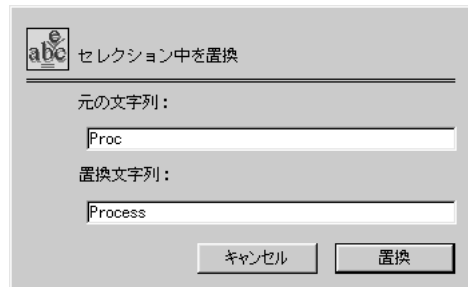 abc
e
セレクション中を置換
元の文字列：
Proc
置換文字列：
Process
キャンセル
置換